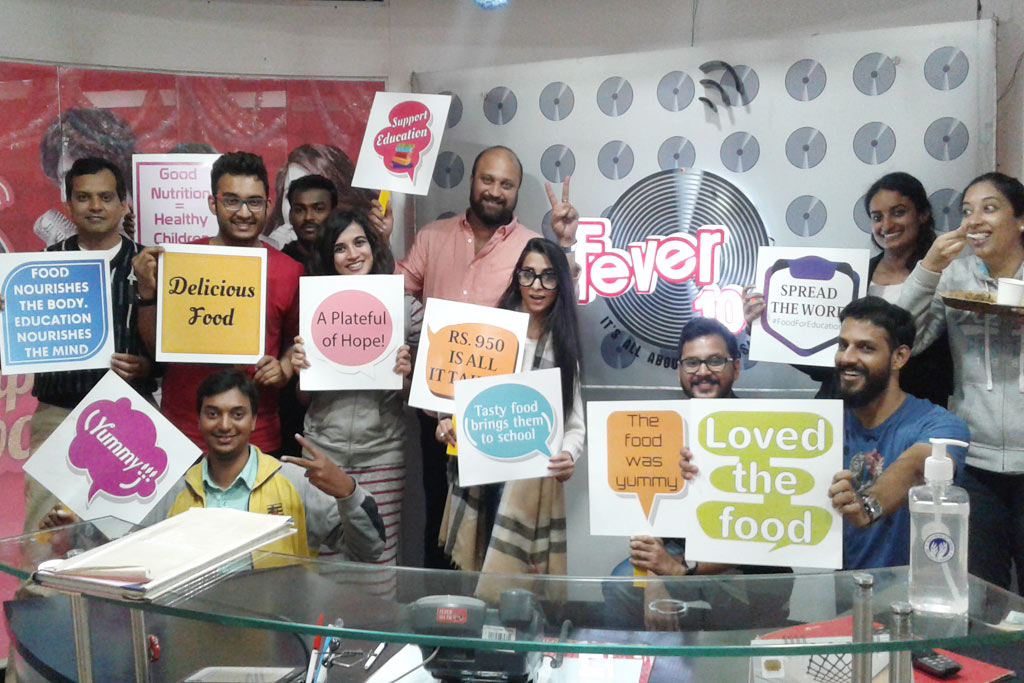 Support
Education
Good
Nutrition
=
Healthy
Children
FOOD
NOURISHES
THE BODY.
EDUCATION
NOURISHES
THE MIND
Delicious
Food
A Plateful
of Hope!
RS. 950
IS ALL
IT
Tasty food
brings them
to school
Fever
10
IT'S ALL ABOU
SPREAD
THE WORD
#FoodForEducation
Yummy!!!
The
food
was
yummy
Loved
the
food